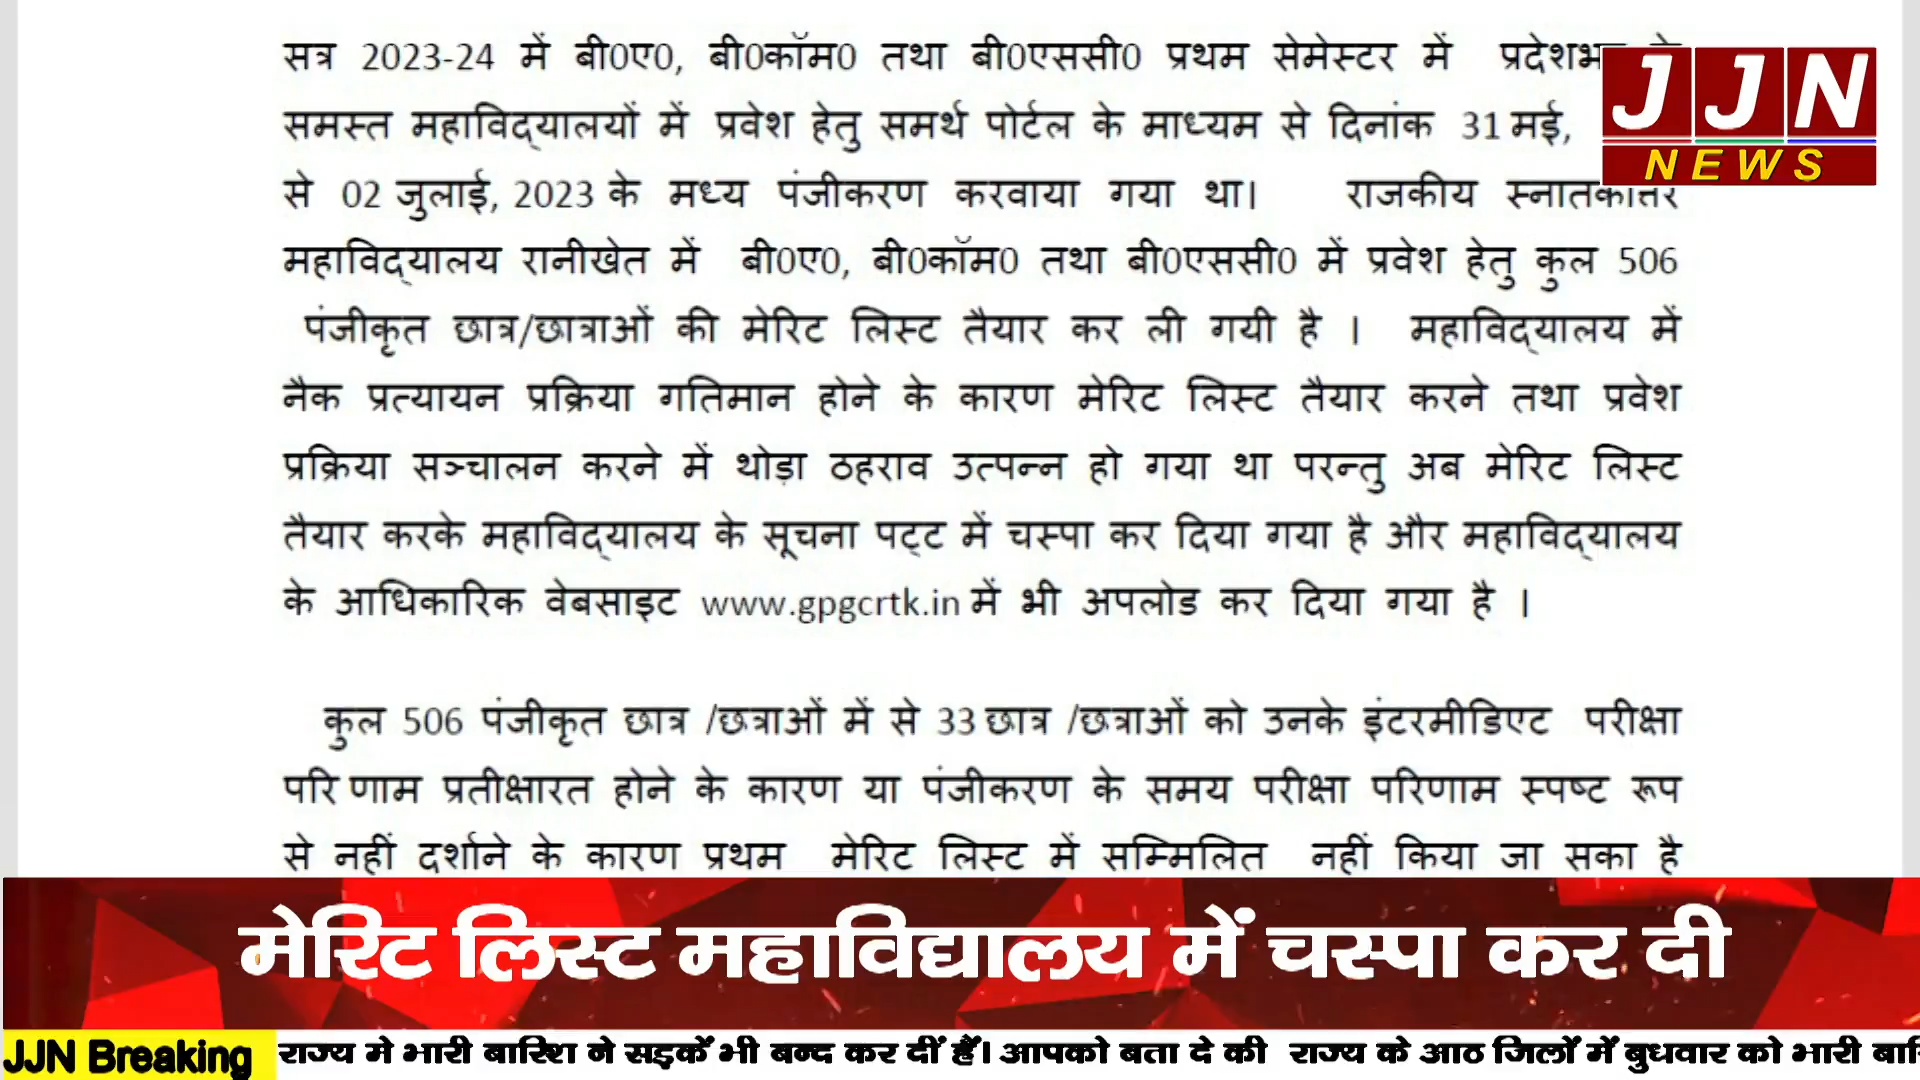 सत्र 2023-24 में बी0ए0, बी0कॉम0 तथा बी0एससी0 प्रथम सेमेस्टर में
समस्त महाविद्यालयों में प्रवेश हेतु समर्थ पोर्टल के माध्यम से दिनांक 31 मई,
से 02 जुलाई, 2023 के मध्य पंजीकरण करवाया गया था। राजकीय स्नातकोत्तर
महाविद्यालय रानीखेत में बी0ए0, बी0कॉम0 तथा बी0एससी0 में प्रवेश हेतु कुल 506
पंजीकृत छात्र/छात्राओं की मेरिट लिस्ट तैयार कर ली गयी है । महाविद्यालय में
नैक प्रत्यायन प्रक्रिया गतिमान होने के कारण मेरिट लिस्ट तैयार करने तथा प्रवेश
प्रक्रिया सञ्चालन करने में थोड़ा ठहराव उत्पन्न हो गया था परन्तु अब मेरिट लिस्ट
तैयार करके महाविद्यालय के सूचना पट्ट में चस्पा कर दिया गया है और महाविद्यालय
के आधिकारिक वेबसाइट www.gpgcrtk.in में भी अपलोड कर दिया गया है ।
कुल 506 पंजीकृत छात्र /छत्राओं में से 33 छात्र /छत्राओं को उनके इंटरमीडिएट परीक्षा
परिणाम प्रतीक्षारत होने के कारण या पंजीकरण के समय परीक्षा परिणाम स्पष्ट रूप
से नहीं दर्शाने के कारण प्रथम मेरिट लिस्ट में सम्मिलित नहीं किया जा सका है
JJN
NEWS
मेरिट लिस्ट महाविद्यालय में चस्पा कर दी
JJN Breaking राज्य मे भारी बारिश ने सड़कें भी बन्द कर दीं हैं। आपको बता दे की राज्य के आठ जिलों में बुधवार को भारी